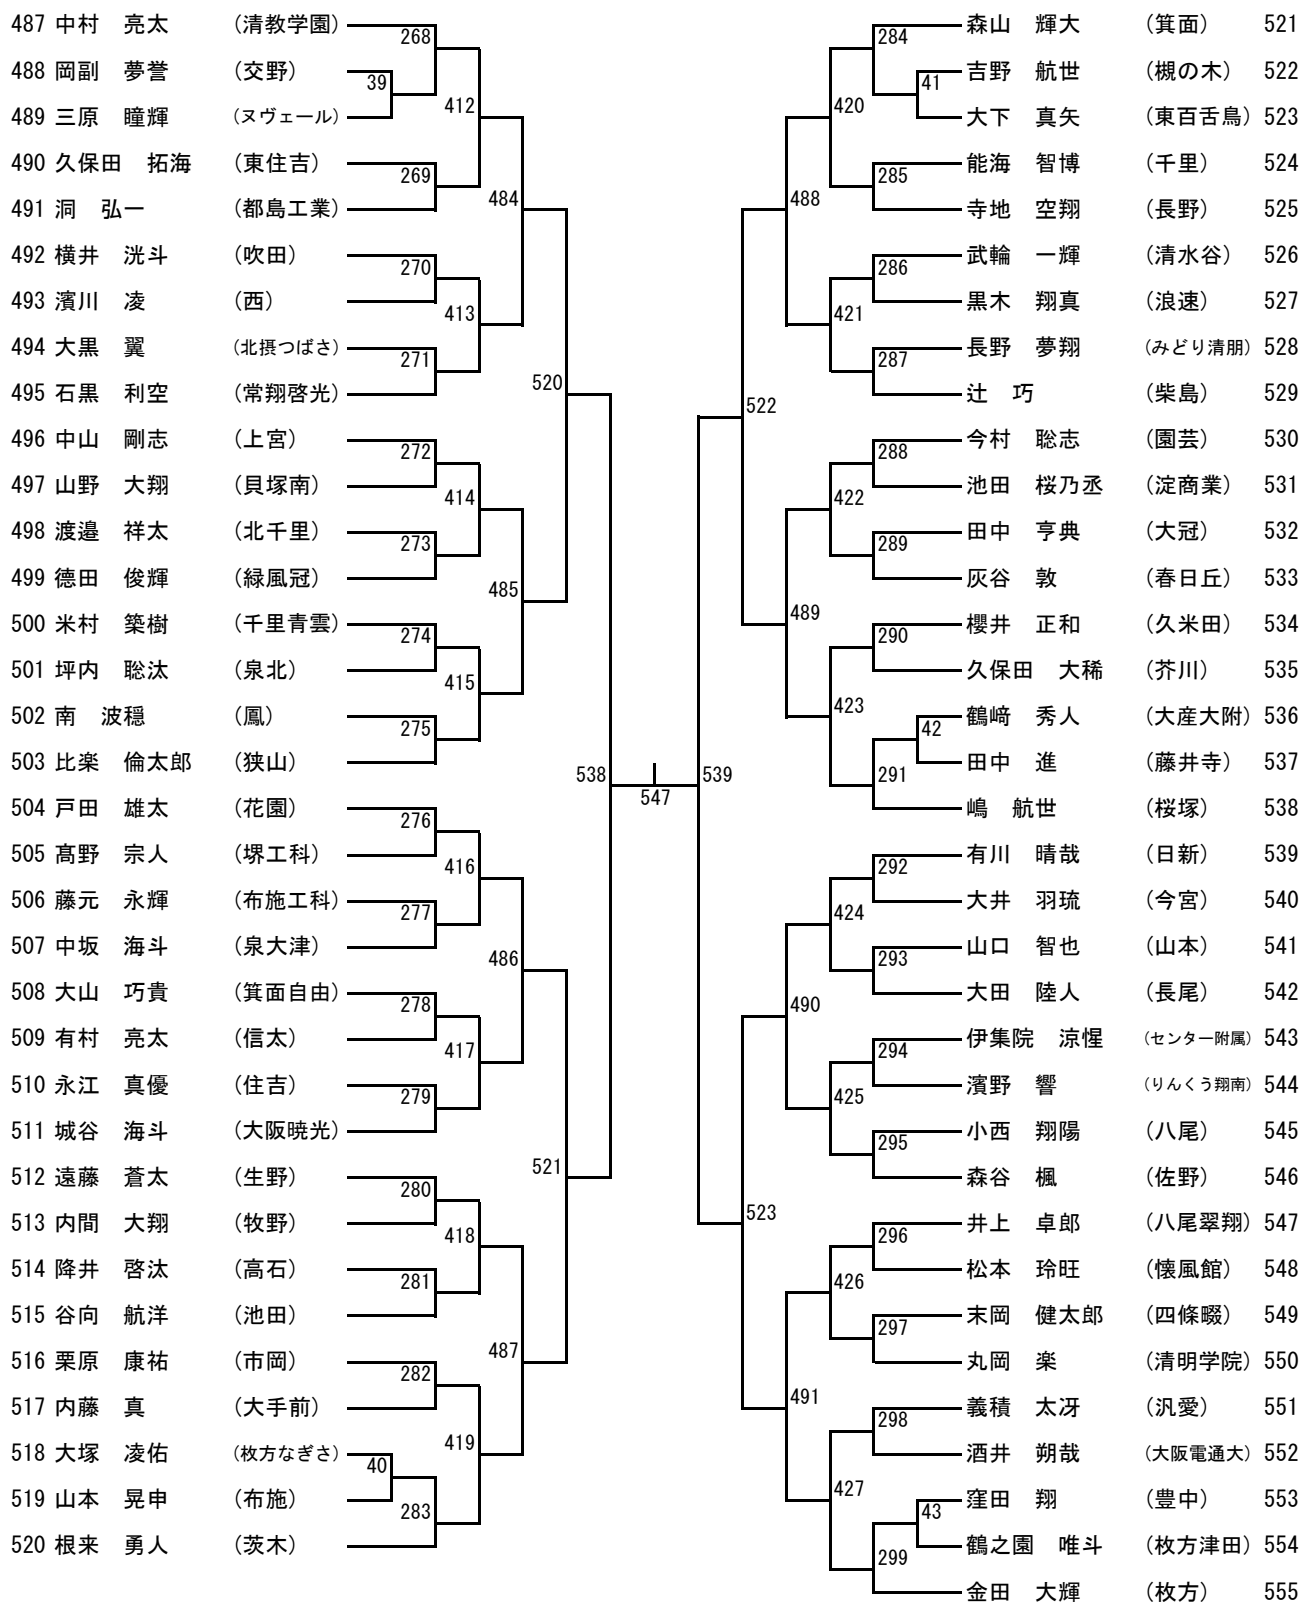 487 中村　亮太 (清教学園)
488 岡副　夢誉 (交野)
489 三原　瞳輝 (ヌヴェール)
490 久保田　拓海 (東住吉)
491 洞　弘一 (都島工業)
492 横井　洸斗 (吹田)
493 濱川　凌 (西)
494 大黒　翼 (北摂つばさ)
495 石黒　利空 (常翔啓光)
496 中山　剛志 (上宮)
497 山野　大翔 (貝塚南)
498 渡邉　祥太 (北千里)
499 德田　俊輝 (緑風冠)
500 米村　築樹 (千里青雲)
501 坪内　聡汰 (泉北)
502 南　波穏 (鳳)
503 比楽　倫太郎 (狭山)
504 戸田　雄太 (花園)
505 髙野　宗人 (堺工科)
506 藤元　永輝 (布施工科)
507 中坂　海斗 (泉大津)
508 大山　巧貴 (箕面自由)
509 有村　亮太 (信太)
510 永江　真優 (住吉)
511 城谷　海斗 (大阪暁光)
512 遠藤　蒼太 (生野)
513 内間　大翔 (牧野)
514 降井　啓汰 (高石)
515 谷向　航洋 (池田)
516 栗原　康祐 (市岡)
517 内藤　真 (大手前)
518 大塚　凌佑 (枚方なぎさ)
519 山本　晃申 (布施)
520 根来　勇人 (茨木)
39
40
268
269
270
271
272
273
274
275
276
277
278
279
280
281
282
283
412
413
414
415
416
417
418
419
484
485
486
487
520
521
538
547
539
522
523
488
489
490
491
420
421
422
423
424
425
426
427
284
285
286
287
288
289
290
291
292
293
294
295
296
297
298
299
41
42
43
森山　輝大 (箕面) 521
吉野　航世 (槻の木) 522
大下　真矢 (東百舌鳥) 523
能海　智博 (千里) 524
寺地　空翔 (長野) 525
武輪　一輝 (清水谷) 526
黒木　翔真 (浪速) 527
長野　夢翔 (みどり清朋) 528
辻　巧 (柴島) 529
今村　聡志 (園芸) 530
池田　桜乃丞 (淀商業) 531
田中　亨典 (大冠) 532
灰谷　敦 (春日丘) 533
櫻井　正和 (久米田) 534
久保田　大稀 (芥川) 535
鶴﨑　秀人 (大産大附) 536
田中　進 (藤井寺) 537
嶋　航世 (桜塚) 538
有川　晴哉 (日新) 539
大井　羽琉 (今宮) 540
山口　智也 (山本) 541
大田　陸人 (長尾) 542
伊集院　涼惺 (センター附属) 543
濱野　響 (りんくう翔南) 544
小西　翔陽 (八尾) 545
森谷　楓 (佐野) 546
井上　卓郎 (八尾翠翔) 547
松本　玲旺 (懐風館) 548
末岡　健太郎 (四條畷) 549
丸岡　楽 (清明学院) 550
義積　太冴 (汎愛) 551
酒井　朔哉 (大阪電通大) 552
窪田　翔 (豊中) 553
鶴之園　唯斗 (枚方津田) 554
金田　大輝 (枚方) 555